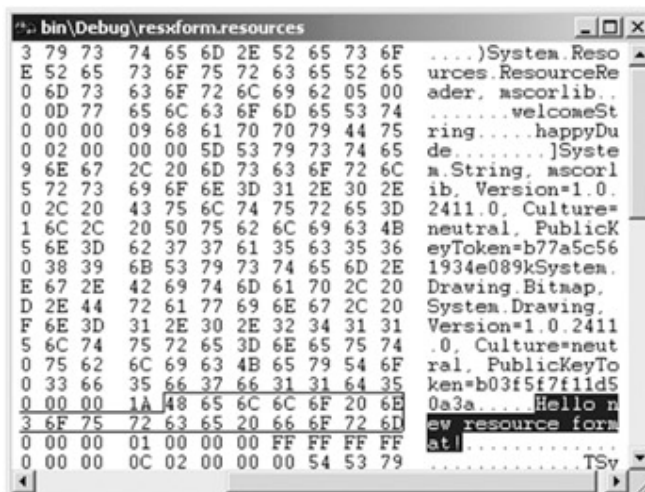 bin\Debug\resxform.resources
3 79 73 74 65 6D 2E 52 65 73 6F ....)System.Reso
E 52 65 73 6F 75 72 63 65 52 65 urces.ResourceRe
0 6D 73 63 6F 72 6C 69 62 05 00 ader, mscorlib..
0 0D 77 65 6C 63 6F 6D 65 53 74 ........welcomeSt
0 00 00 09 68 61 70 70 79 44 75 ring.....happyDu
0 02 00 00 00 5D 53 79 73 74 65 de........]Syste
9 6E 67 2C 20 6D 73 63 6F 72 6C m.String, mscorl
5 72 73 69 6F 6E 3D 31 2E 30 2E ib, Version=1.0.
0 2C 20 43 75 6C 74 75 72 65 3D 2411.0, Culture=
1 6C 2C 20 50 75 62 6C 69 63 4B neutral, PublicK
5 6E 3D 62 37 37 61 35 63 35 36 eyToken=b77a5c56
0 38 39 6B 53 79 73 74 65 6D 2E 1934e089kSystem.
E 67 2E 42 69 74 6D 61 70 2C 20 Drawing.Bitmap,
D 2E 44 72 61 77 69 6E 67 2C 20 System.Drawing,
F 6E 3D 31 2E 30 2E 32 34 31 31 Version=1.0.2411
5 6C 74 75 72 65 3D 6E 65 75 74 .0, Culture=neut
0 75 62 6C 69 63 4B 65 79 54 6F ral, PublicKeyTo
0 33 66 35 66 37 66 31 31 64 35 ken=b03f5f7f11d5
0 00 00 1A 48 65 6C 6C 6F 20 6E 0a3a.....Hello n
3 6F 75 72 63 65 20 66 6F 72 6D ew resource form
0 00 00 01 00 00 00 FF FF FF FF at!.............
0 00 00 0C 02 00 00 00 54 53 79 .............TSy